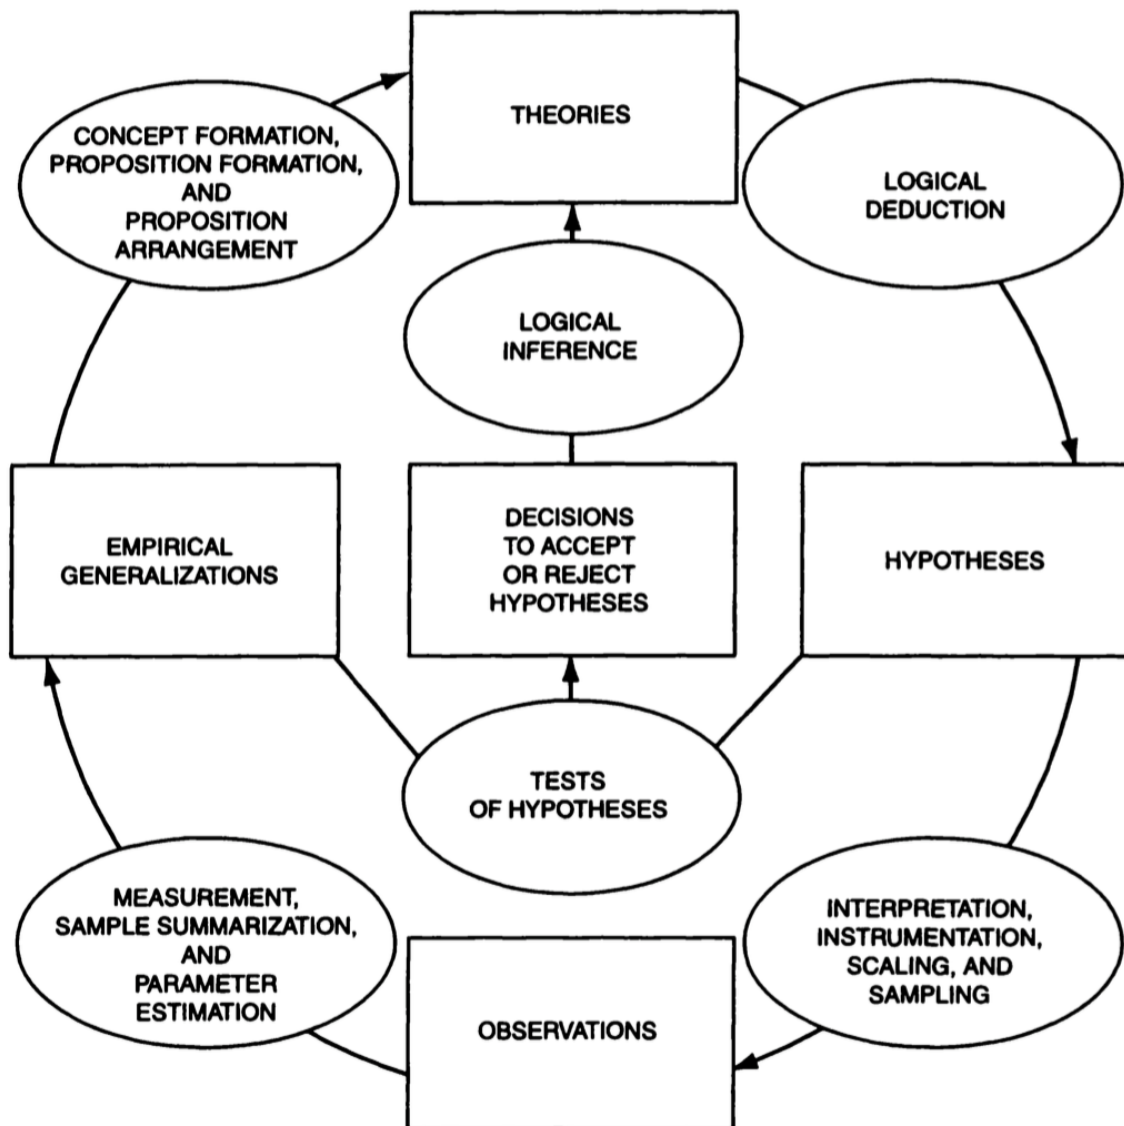 THEORIES
CONCEPT FORMATION,
PROPOSITION FORMATION,
AND
PROPOSITION
ARRANGEMENT
LOGICAL
DEDUCTION
LOGICAL
INFERENCE
EMPIRICAL
GENERALIZATIONS
DECISIONS
TO ACCEPT
OR REJECT
HYPOTHESES
HYPOTHESES
TESTS
OF HYPOTHESES
MEASUREMENT,
SAMPLE SUMMARIZATION,
AND
PARAMETER
ESTIMATION
INTERPRETATION,
INSTRUMENTATION,
SCALING, AND
SAMPLING
OBSERVATIONS